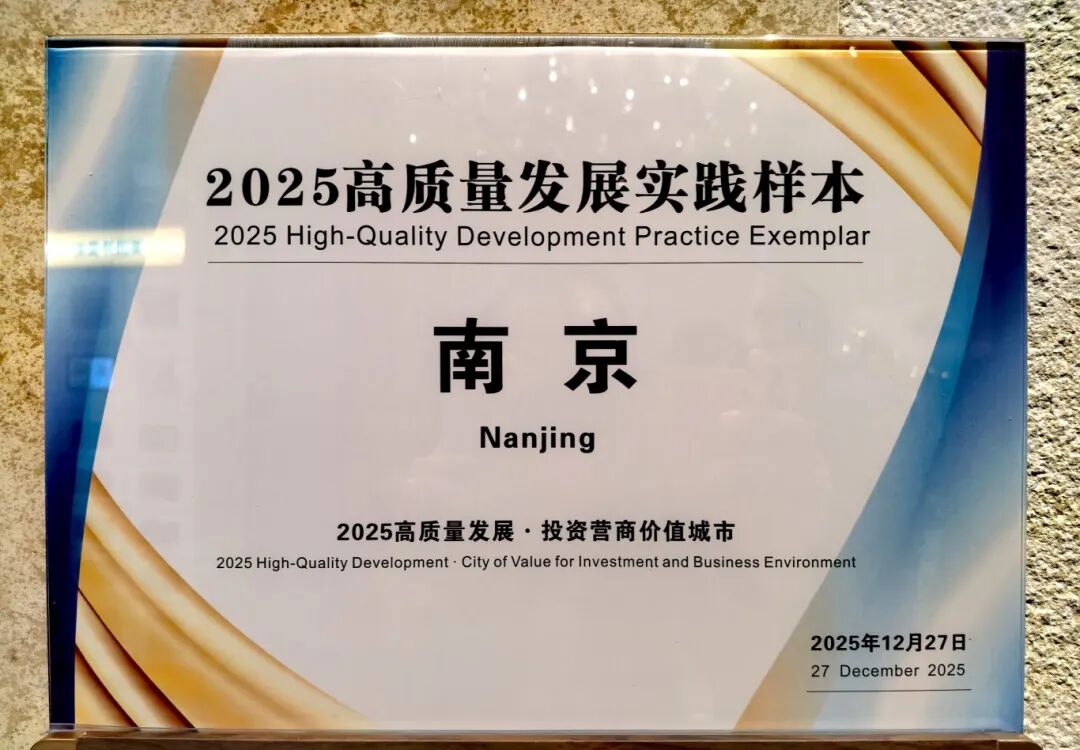 2025高质量发展实践样本
2025 High-Quality Development Practice Exemplar
南京
Nanjing
2025高质量发展·投资营商价值城市
2025 High-Quality Development · City of Value for Investment and Business Environment
2025年12月27日
27 December 2025